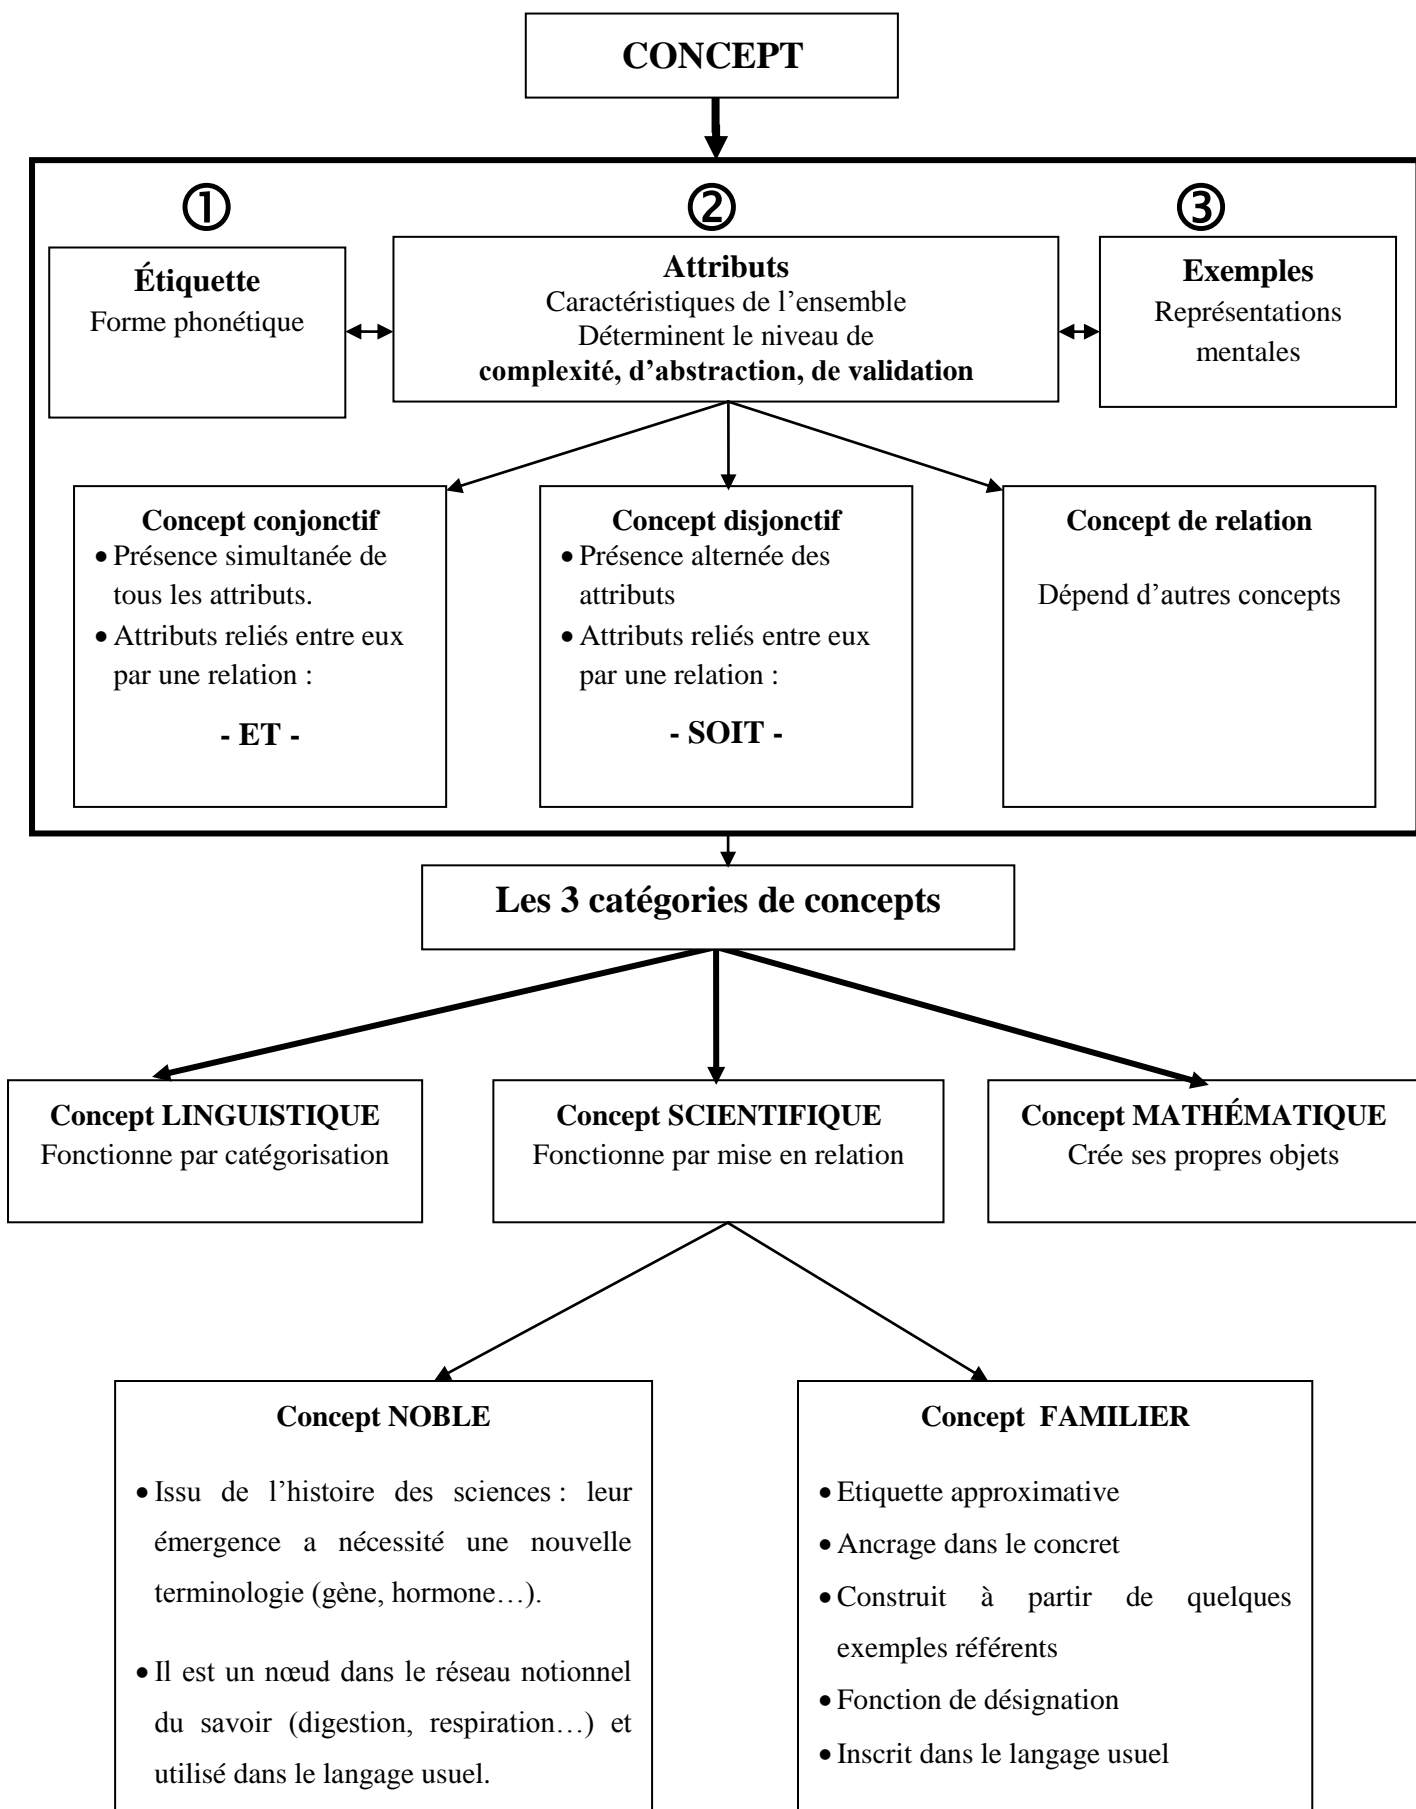 CONCEPT
①
②
③
Étiquette
Forme phonétique
Attributs
Caractéristiques de l’ensemble
Déterminent le niveau de
complexité, d’abstraction, de validation
Exemples
Représentations
mentales
Concept conjonctif
• Présence simultanée de
tous les attributs.
• Attributs reliés entre eux
par une relation :
- ET -
Concept disjonctif
• Présence alternée des
attributs
• Attributs reliés entre eux
par une relation :
- SOIT -
Concept de relation
Dépend d’autres concepts
Les 3 catégories de concepts
Concept LINGUISTIQUE
Fonctionne par catégorisation
Concept SCIENTIFIQUE
Fonctionne par mise en relation
Concept MATHÉMATIQUE
Crée ses propres objets
Concept NOBLE
• Issu de l’histoire des sciences : leur
émergence a nécessité une nouvelle
terminologie (gène, hormone…).
• Il est un nœud dans le réseau notionnel
du savoir (digestion, respiration…) et
utilisé dans le langage usuel.
Concept FAMILIER
• Etiquette approximative
• Ancrage dans le concret
• Construit à partir de quelques
exemples référents
• Fonction de désignation
• Inscrit dans le langage usuel